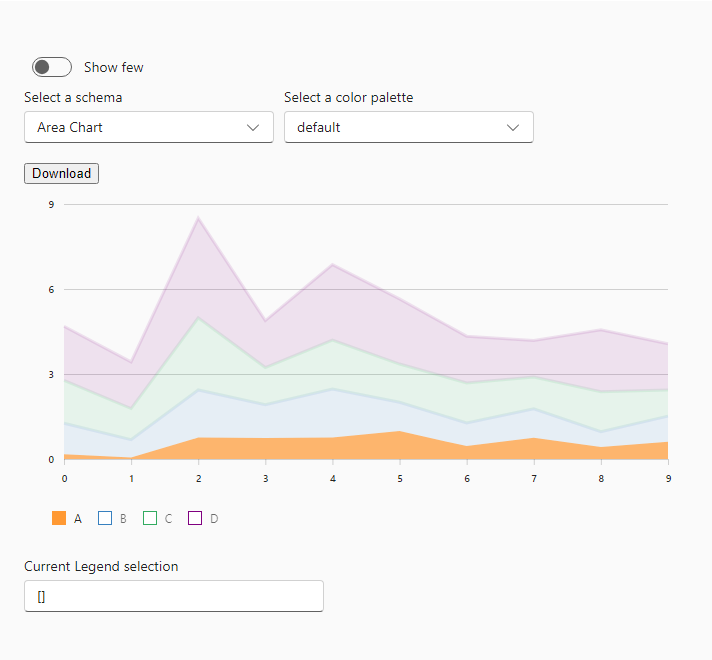 Show few
Select a schema Select a color palette
Area Chart default
Download
9
6
3
0
0 1 2 3 4 5 6 7 8 9
A B C D
Current Legend selection
[]